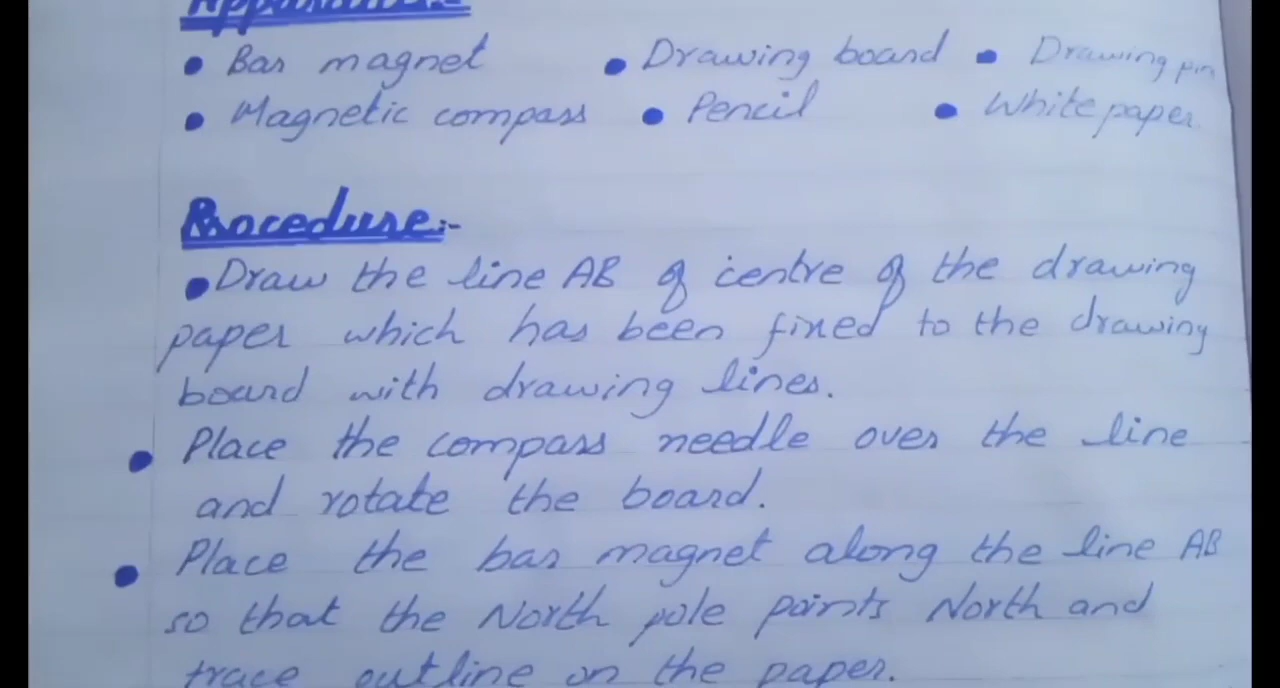 Apparatus:
• Bar magnet • Drawing board • Drawing pin
• Magnetic compass • Pencil • White paper
Procedure:-
• Draw the line AB of centre of the drawing
paper which has been fixed to the drawing
board with drawing lines.
• Place the compass needle over the line
and rotate the board.
• Place the bar magnet along the line AB
so that the North pole points North and
trace outline on the paper.